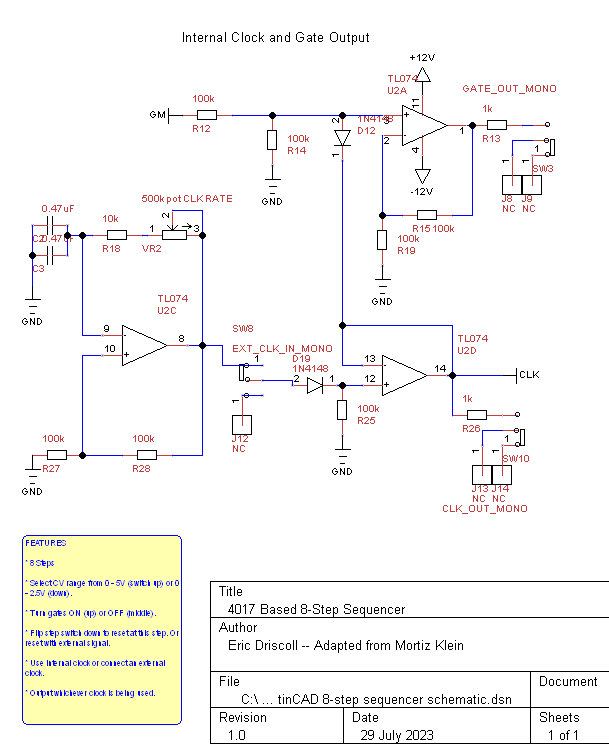 Internal Clock and Gate Output
+12V
TL074
U2A
GATE_OUT_MONO
100k
GM
R12
1N4148
D12
11
3
2
1
4
1k
R13
100k
R14
2
1
1
1
SW3
GND
-12V
J8
J9
NC
NC
500k pot CLKRATE
0.47uF
2
10k
1
3
R15 100k
C2
0.47uF
R18
VR2
100k
R19
C3
GND
TL074
U2C
GND
9
8
10
SW8
TL074
U2D
EXT_CLK_IN_MONO
1
D19
1N4148
13
14
CLK
2
1
12
1k
1
100k
R25
R26
100k
100k
J12
NC
1
1
1
R27
R28
SW10
GND
GND
J13
J14
NC
NC
CLK_OUT_MONO
FEATURES
* 8 Steps
* Select CV range from 0 - 5V (switch up) or 0
- 2.5V (down).
* Turn gates ON (up) or OFF (middle).
* Flip step switch down to reset at this step. Or
reset with external signal.
* Use Internal clock or connect an external
clock.
* Output whichever clock is being used.
Title
4017 Based 8-Step Sequencer
Author
Eric Driscoll -- Adapted from Mortiz Klein
File
Document
C:\ ... tinCAD 8-step sequencer schematic.dsn
Revision
Date
Sheets
1.0
29 July 2023
1 of 1